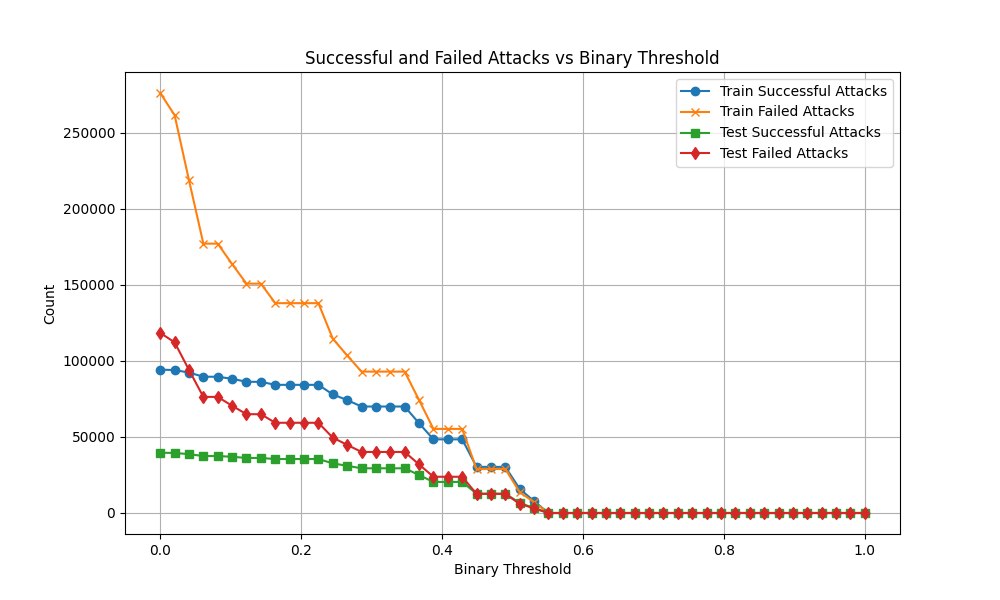 Successful and Failed Attacks vs Binary Threshold
Train Successful Attacks
Train Failed Attacks
Test Successful Attacks
Test Failed Attacks
Count
250000
200000
150000
100000
50000
0
0.0 0.2 0.4 0.6 0.8 1.0
Binary Threshold